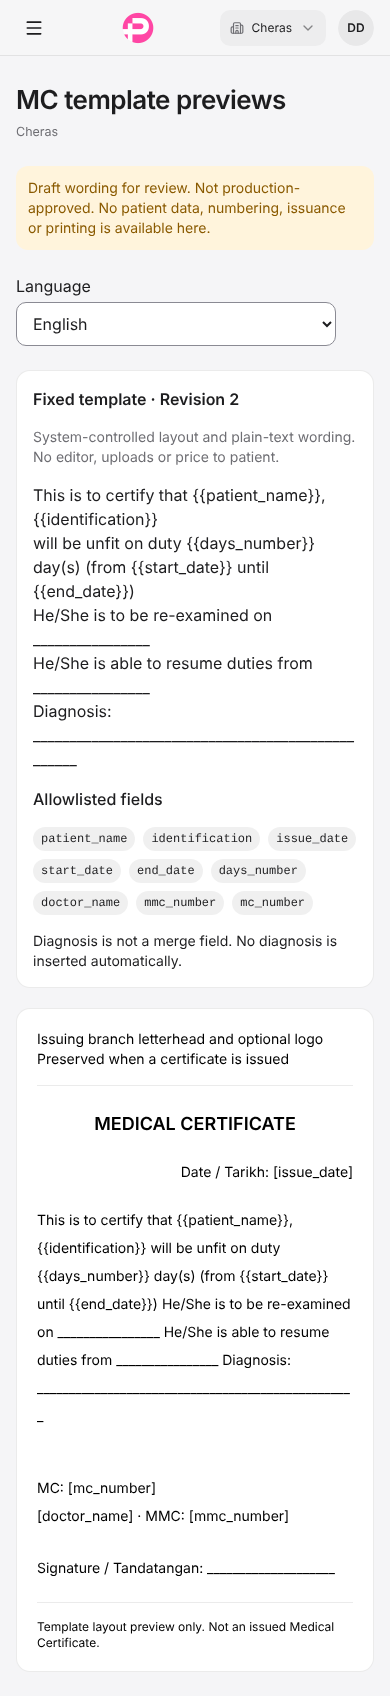 Cheras
DD
MC template previews
Cheras
Draft wording for review. Not production-
approved. No patient data, numbering, issuance
or printing is available here.
Language
English
Fixed template · Revision 2
System-controlled layout and plain-text wording.
No editor, uploads or price to patient.
This is to certify that {{patient_name}},
{{identification}}
will be unfit on duty {{days_number}}
day(s) (from {{start_date}} until
{{end_date}})
He/She is to be re-examined on
________________
He/She is able to resume duties from
________________
Diagnosis:
____________________________________________
______
Allowlisted fields
patient_name identification issue_date
start_date end_date days_number
doctor_name mmc_number mc_number
Diagnosis is not a merge field. No diagnosis is
inserted automatically.
Issuing branch letterhead and optional logo
Preserved when a certificate is issued
MEDICAL CERTIFICATE
Date / Tarikh: [issue_date]
This is to certify that {{patient_name}},
{{identification}} will be unfit on duty
{{days_number}} day(s) (from {{start_date}}
until {{end_date}}) He/She is to be re-examined
on ________________ He/She is able to resume
duties from ________________ Diagnosis:
_________________________________________________
_
MC: [mc_number]
[doctor_name] · MMC: [mmc_number]
Signature / Tandatangan: ____________________
Template layout preview only. Not an issued Medical
Certificate.